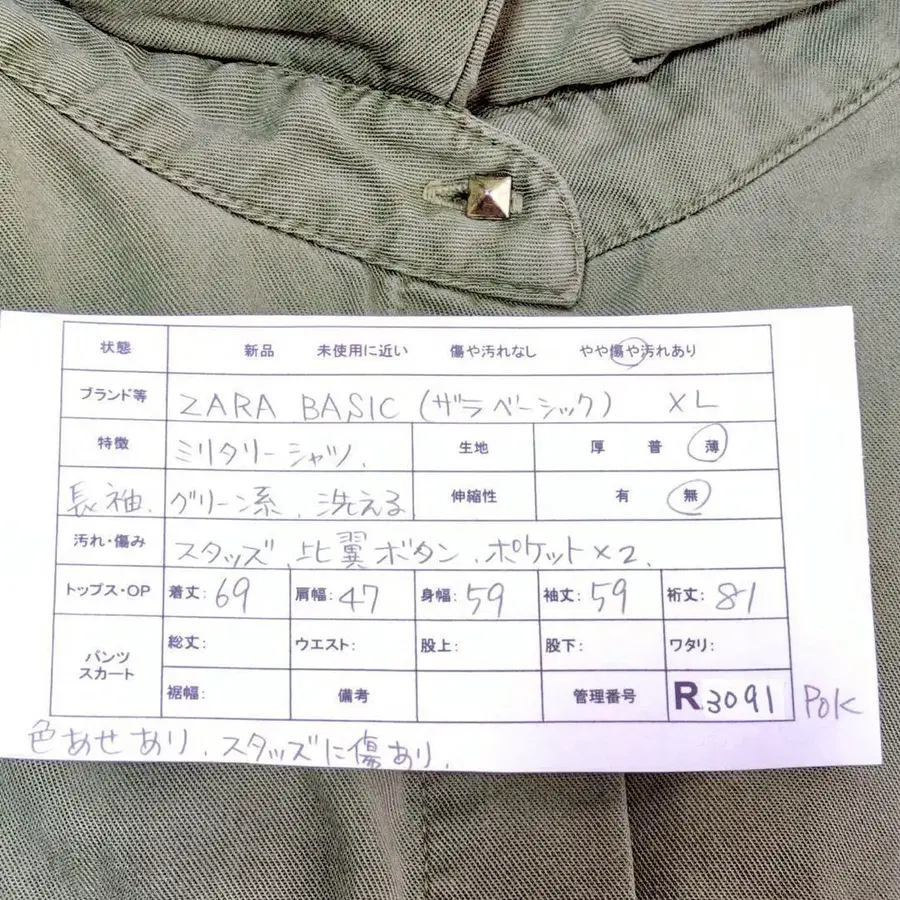 状態 新品 未使用に近い 傷や汚れなし やや傷や汚れあり
ブランド等 ZARA BASIC (ザラベーシック) XL
特徴 ミリタリーシャツ、 生地 厚 普 薄
長袖、グリーン系、洗える 伸縮性 有 無
汚れ・傷み スタッズ、比翼ボタン、ポケット×2、
トップス・OP 着丈:69 肩幅:47 身幅:59 袖丈:59 裄丈:81
パンツ スカート 総丈: ウエスト: 股上: 股下: ワタリ:
裾幅: 備考 管理番号 R3091 POK
色あせあり、スタッズに傷あり、